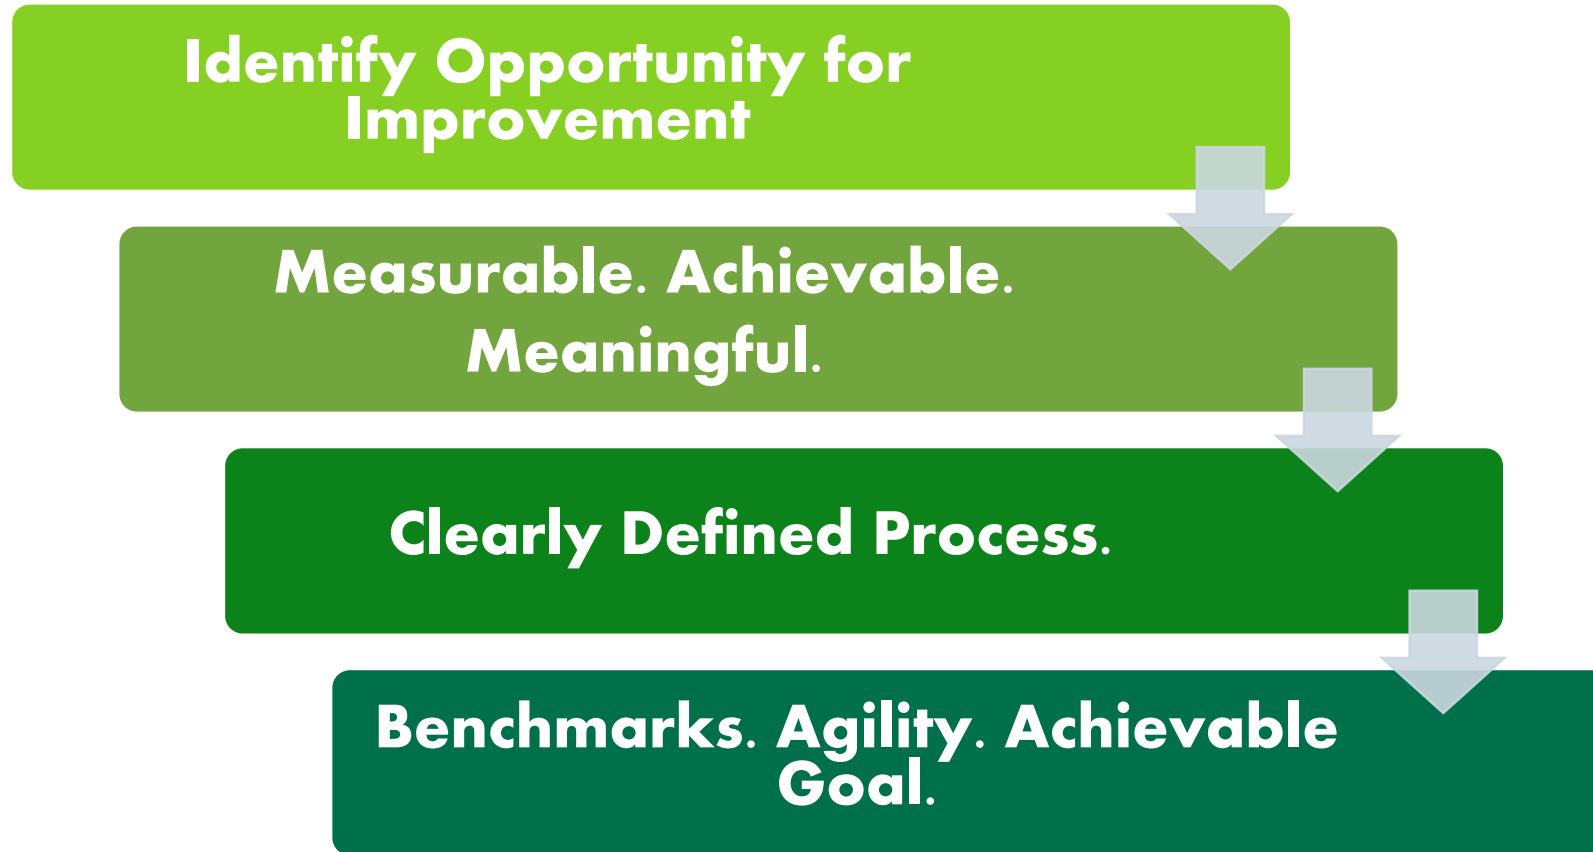 Identify Opportunity for
Improvement
Measurable. Achievable.
Meaningful.
Clearly Defined Process.
Benchmarks. Agility. Achievable
Goal.